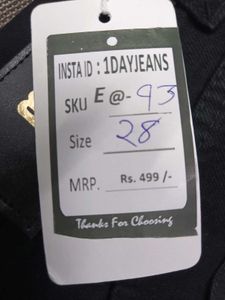 INSTA ID : 1DAYJEANS
SKU E @- 93
Size 28
MRP. Rs. 499 /-
Thanks For Choosing